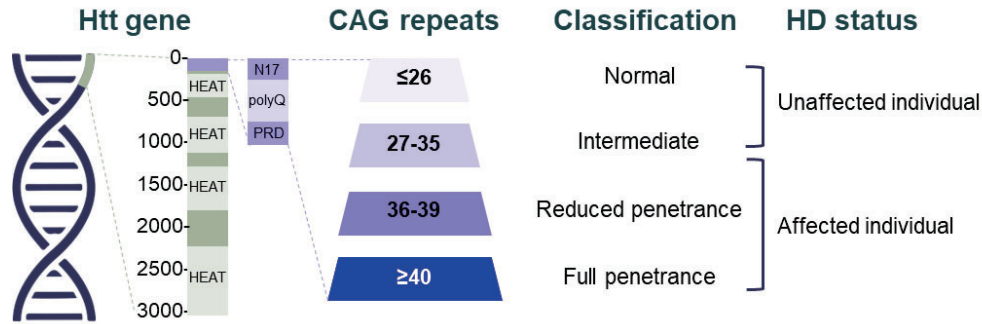 Htt gene
CAG repeats
Classification
HD status
0-
500-
1000-
1500-
2000-
2500-
3000-
HEAT
HEAT
HEAT
HEAT
N17
polyQ
PRD
≤26
27-35
36-39
≥40
Normal
Intermediate
Reduced penetrance
Full penetrance
Unaffected individual
Affected individual